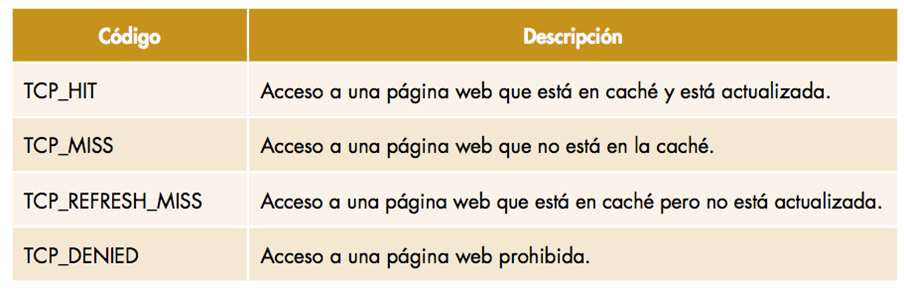 Código Descripción
TCP_HIT Acceso a una página web que está en caché y está actualizada.
TCP_MISS Acceso a una página web que no está en la caché.
TCP_REFRESH_MISS Acceso a una página web que está en caché pero no está actualizada.
TCP_DENIED Acceso a una página web prohibida.